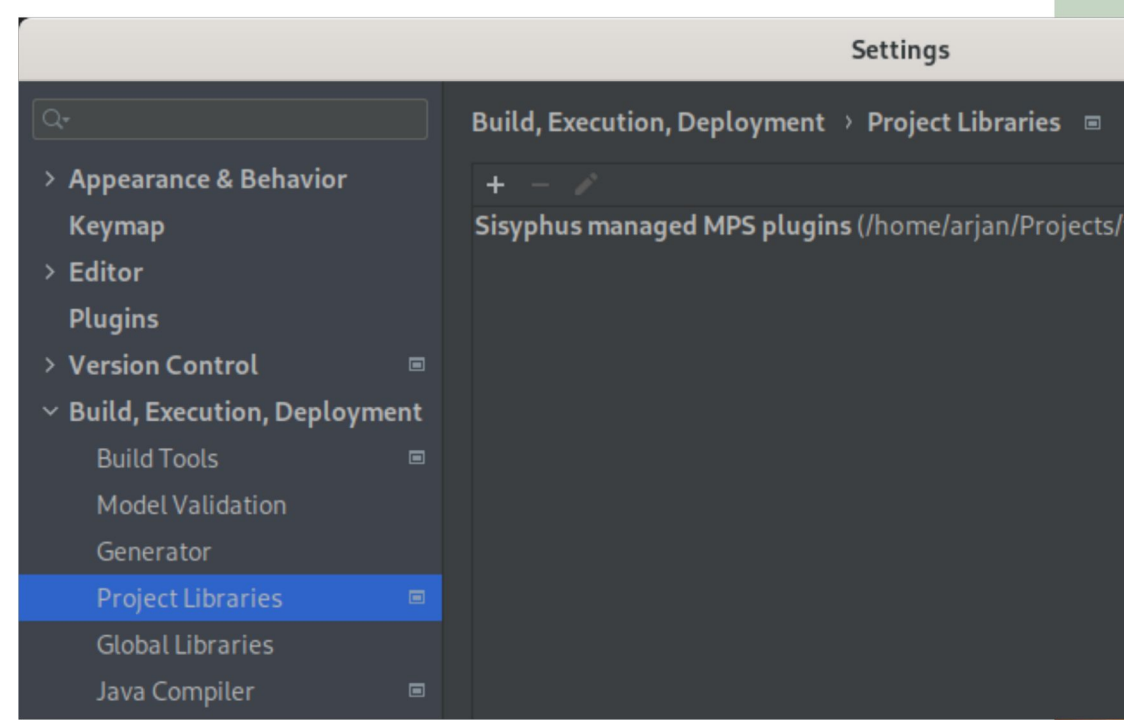 Settings
Build, Execution, Deployment › Project Libraries
Appearance & Behavior
Keymap
Editor
Plugins
Version Control
Build, Execution, Deployment
Build Tools
Model Validation
Generator
Project Libraries
Global Libraries
Java Compiler
Sisyphus managed MPS plugins (/home/arjan/Projects/